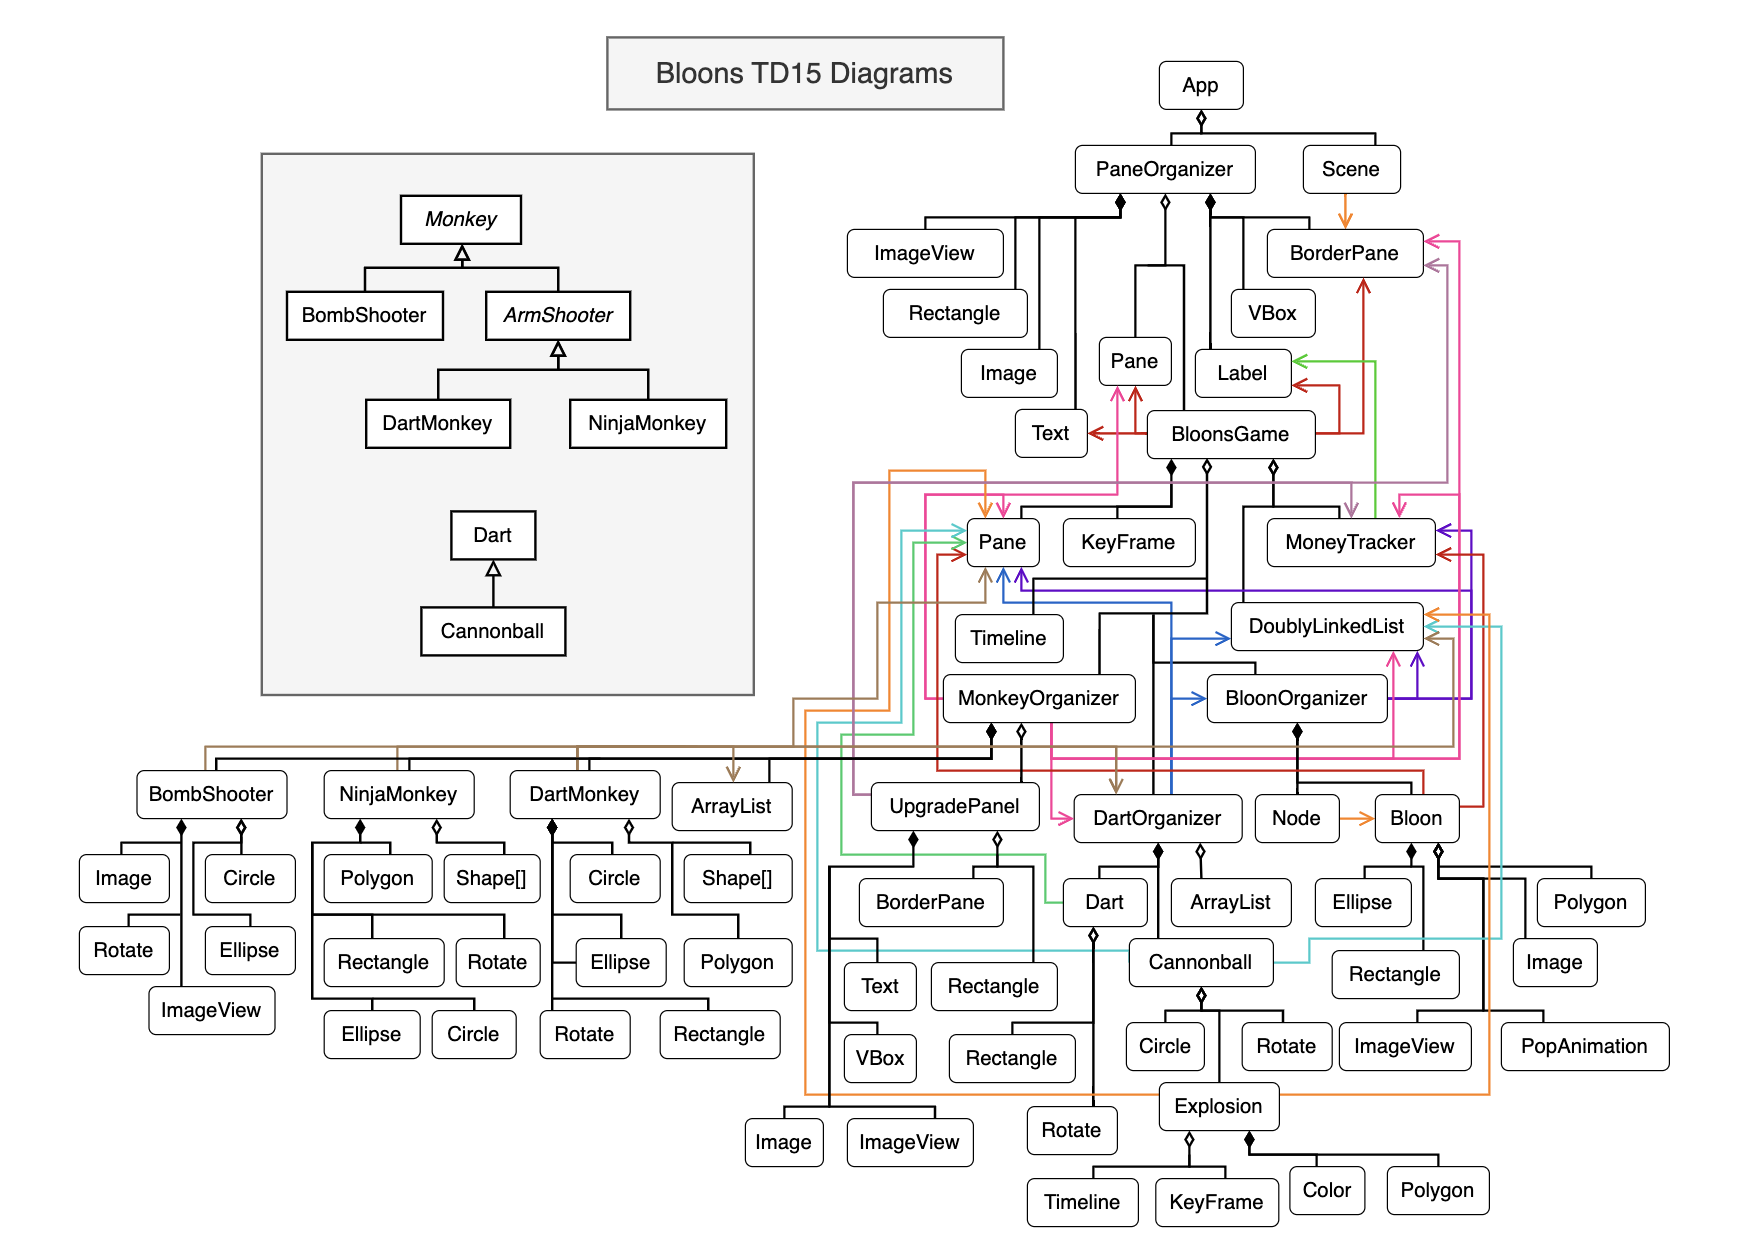 Bloons TD15 Diagrams
App
PaneOrganizer
Scene
Monkey
ImageView
BorderPane
BombShooter
ArmShooter
Rectangle
VBox
Pane
Image
Label
DartMonkey
NinjaMonkey
Text
BloonsGame
Dart
Pane
KeyFrame
MoneyTracker
Cannonball
Timeline
DoublyLinkedList
MonkeyOrganizer
BloonOrganizer
BombShooter
NinjaMonkey
DartMonkey
ArrayList
UpgradePanel
DartOrganizer
Node
Bloon
Image
Circle
Polygon
Shape[]
Circle
Shape[]
BorderPane
Dart
ArrayList
Ellipse
Polygon
Rotate
Ellipse
Rectangle
Rotate
Ellipse
Polygon
Text
Rectangle
Cannonball
Rectangle
Image
ImageView
Ellipse
Circle
Rotate
Rectangle
VBox
Rectangle
Circle
Rotate
ImageView
PopAnimation
Explosion
Image
ImageView
Rotate
Timeline
KeyFrame
Color
Polygon